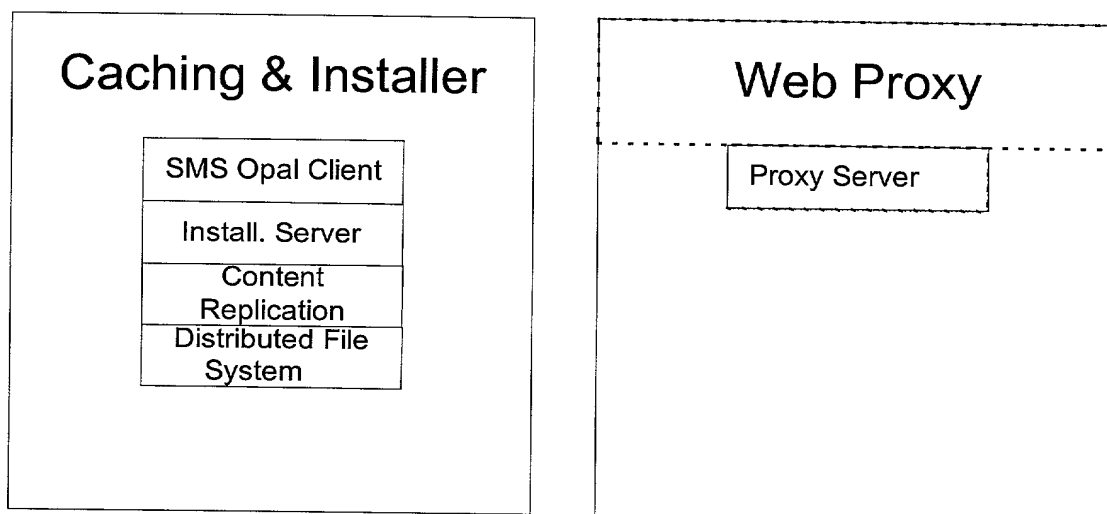 Caching & Installer
SMS Opal Client
Install. Server
Content
Replication
Distributed File
System
Web Proxy
Proxy Server